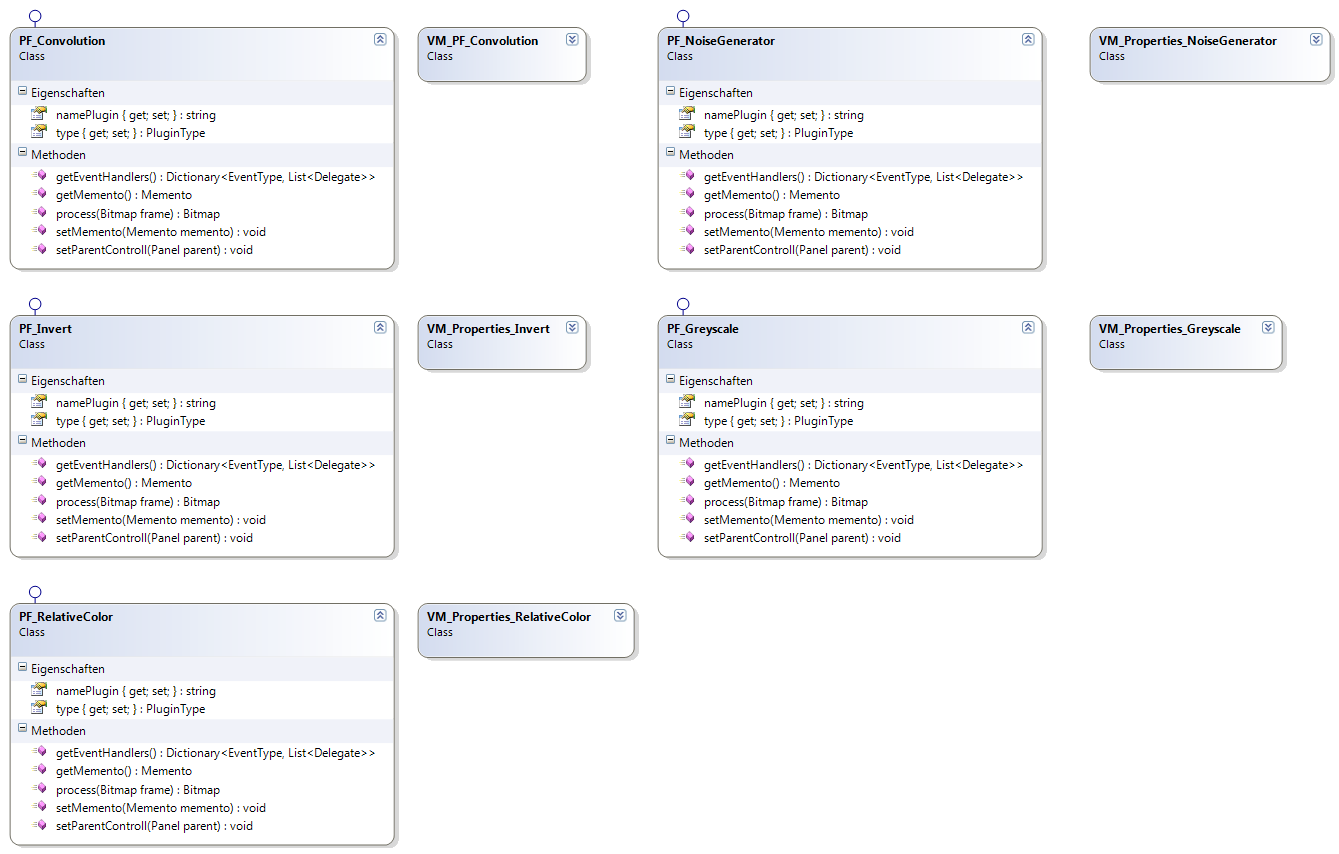 PF_Convolution
Class
Eigenschaften
namePlugin { get; set; } : string
type { get; set; } : PluginType
Methoden
getEventHandlers() : Dictionary<EventType, List<Delegate>>
getMemento() : Memento
process(Bitmap frame) : Bitmap
setMemento(Memento memento) : void
setParentControll(Panel parent) : void
VM_PF_Convolution
Class
PF_NoiseGenerator
Class
Eigenschaften
namePlugin { get; set; } : string
type { get; set; } : PluginType
Methoden
getEventHandlers() : Dictionary<EventType, List<Delegate>>
getMemento() : Memento
process(Bitmap frame) : Bitmap
setMemento(Memento memento) : void
setParentControll(Panel parent) : void
VM_Properties_NoiseGenerator
Class
PF_Invert
Class
Eigenschaften
namePlugin { get; set; } : string
type { get; set; } : PluginType
Methoden
getEventHandlers() : Dictionary<EventType, List<Delegate>>
getMemento() : Memento
process(Bitmap frame) : Bitmap
setMemento(Memento memento) : void
setParentControll(Panel parent) : void
VM_Properties_Invert
Class
PF_Greyscale
Class
Eigenschaften
namePlugin { get; set; } : string
type { get; set; } : PluginType
Methoden
getEventHandlers() : Dictionary<EventType, List<Delegate>>
getMemento() : Memento
process(Bitmap frame) : Bitmap
setMemento(Memento memento) : void
setParentControll(Panel parent) : void
VM_Properties_Greyscale
Class
PF_RelativeColor
Class
Eigenschaften
namePlugin { get; set; } : string
type { get; set; } : PluginType
Methoden
getEventHandlers() : Dictionary<EventType, List<Delegate>>
getMemento() : Memento
process(Bitmap frame) : Bitmap
setMemento(Memento memento) : void
setParentControll(Panel parent) : void
VM_Properties_RelativeColor
Class